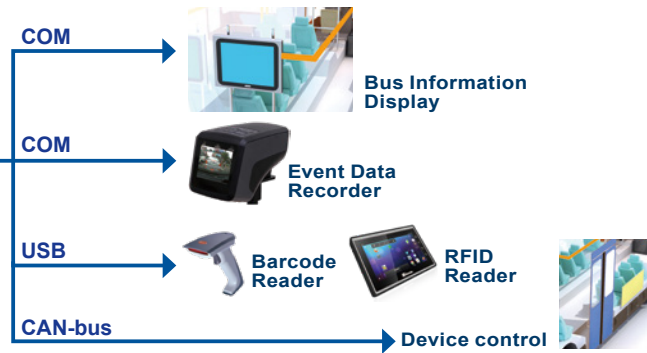 COM
Bus Information
Display
COM
Event Data
Recorder
USB
Barcode
Reader
RFID
Reader
CAN-bus
Device control